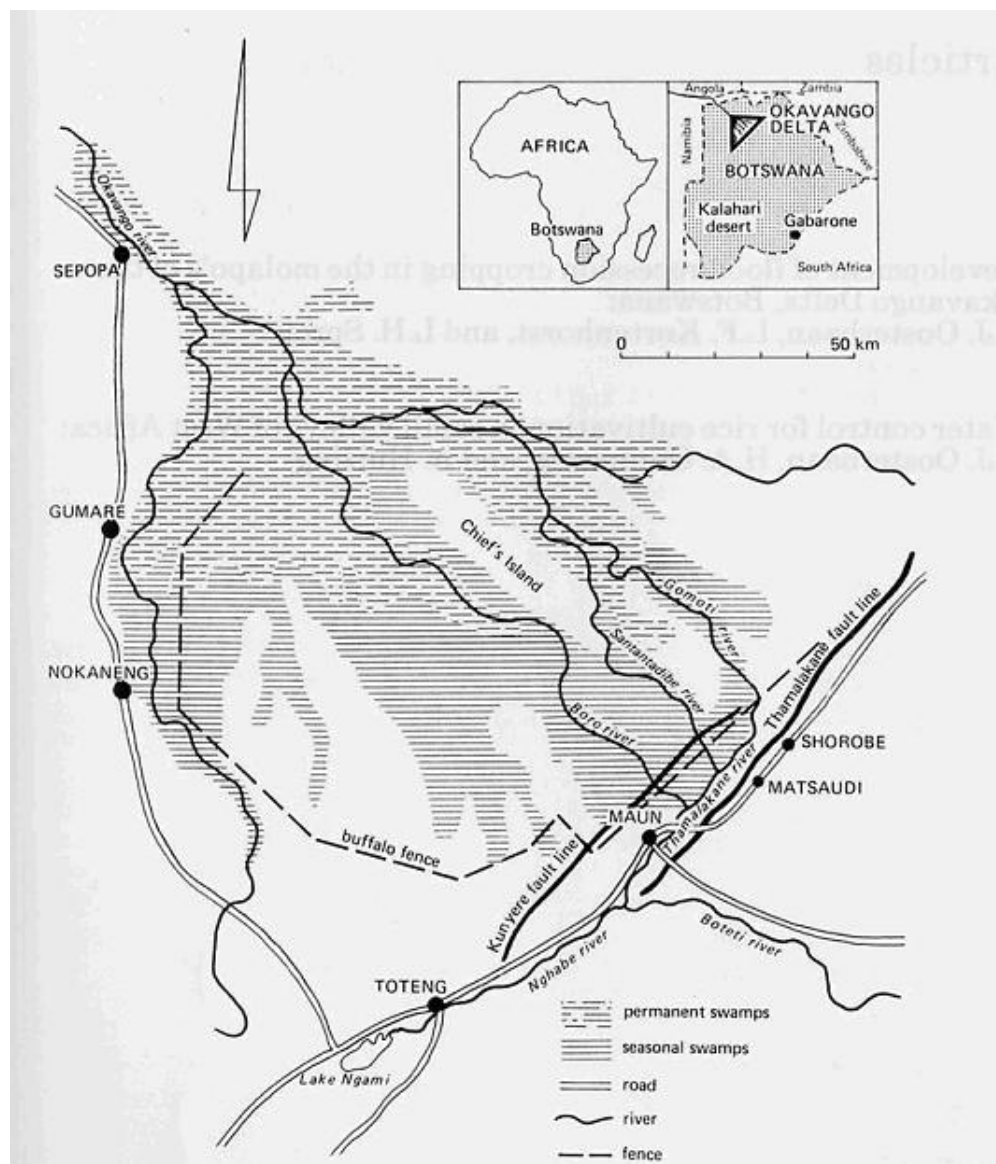 Angola
Zambia
OKAVANGO
DELTA
Namibia
Zimbabwe
AFRICA
BOTSWANA
Kalahari
desert
Gabarone
Botswana
South Africa
0 50 km
Okavango river
SEPOPA
GUMARE
Chief's Island
Gomoti river
Santantadibe river
Thamalakane fault line
NOKANENG
Boro river
SHOROBE
MATSAUDI
Thamalakane river
MAUN
buffalo fence
Kunyere fault line
Nghabe river
Boteti river
TOTENG
Lake Ngami
permanent swamps
seasonal swamps
road
river
fence